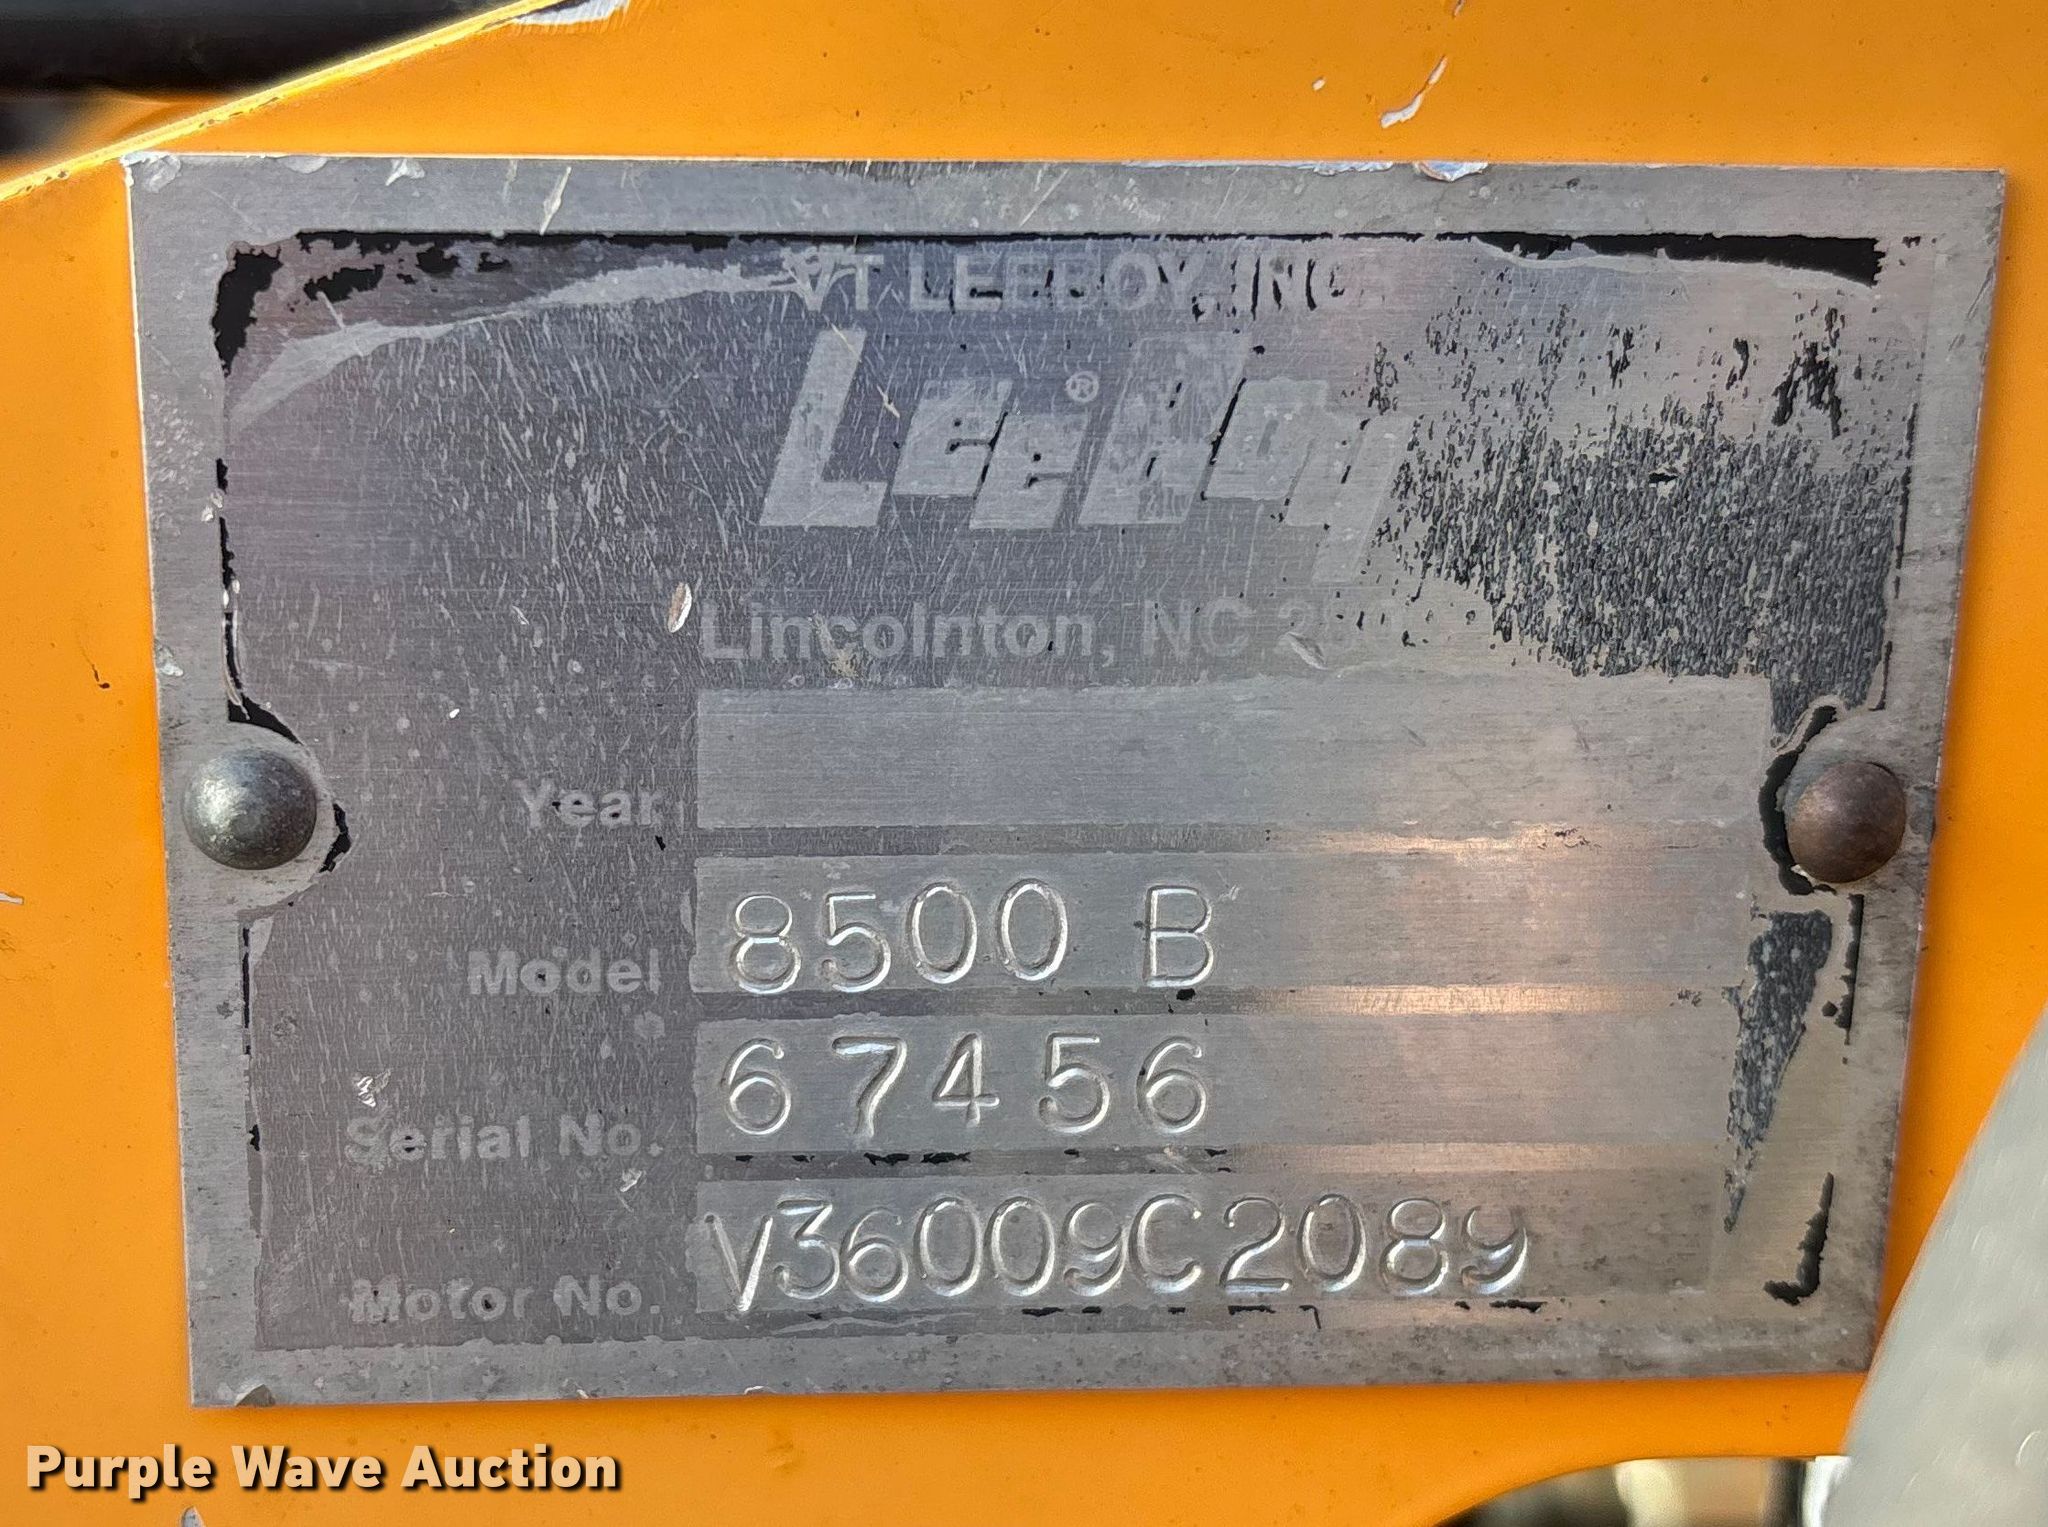 VT LEEBOY, INC.
LeeBoy®
Lincolnton, NC
Year
Model 8500 B
Serial No. 67456
Motor No. V36009C2089
Purple Wave Auction